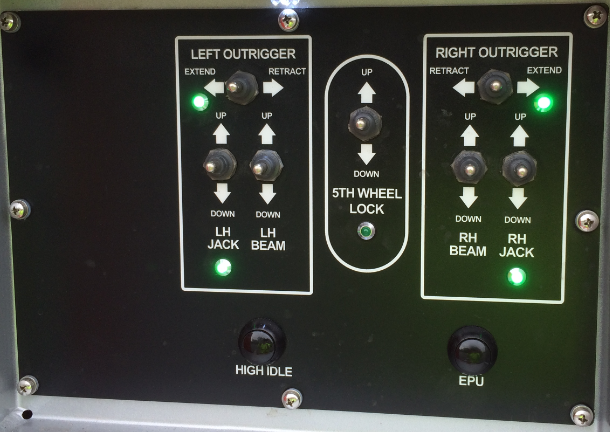 LEFT OUTRIGGER
EXTEND
RETRACT
UP
UP
DOWN
DOWN
LH
JACK
LH
BEAM
UP
DOWN
5TH WHEEL
LOCK
RIGHT OUTRIGGER
RETRACT
EXTEND
UP
UP
DOWN
DOWN
RH
BEAM
RH
JACK
HIGH IDLE
EPU